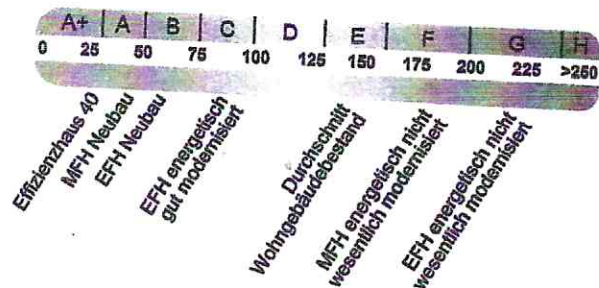 A+ A B C D E F G H
0 25 50 75 100 125 150 175 200 225 >250
Effizienzhaus 40
MFH Neubau
EFH Neubau
EFH energetisch
gut modernisiert
Durchschnitt
Wohngebäudebestand
MFH energetisch nicht
wesentlich modernisiert
EFH energetisch nicht
wesentlich modernisiert